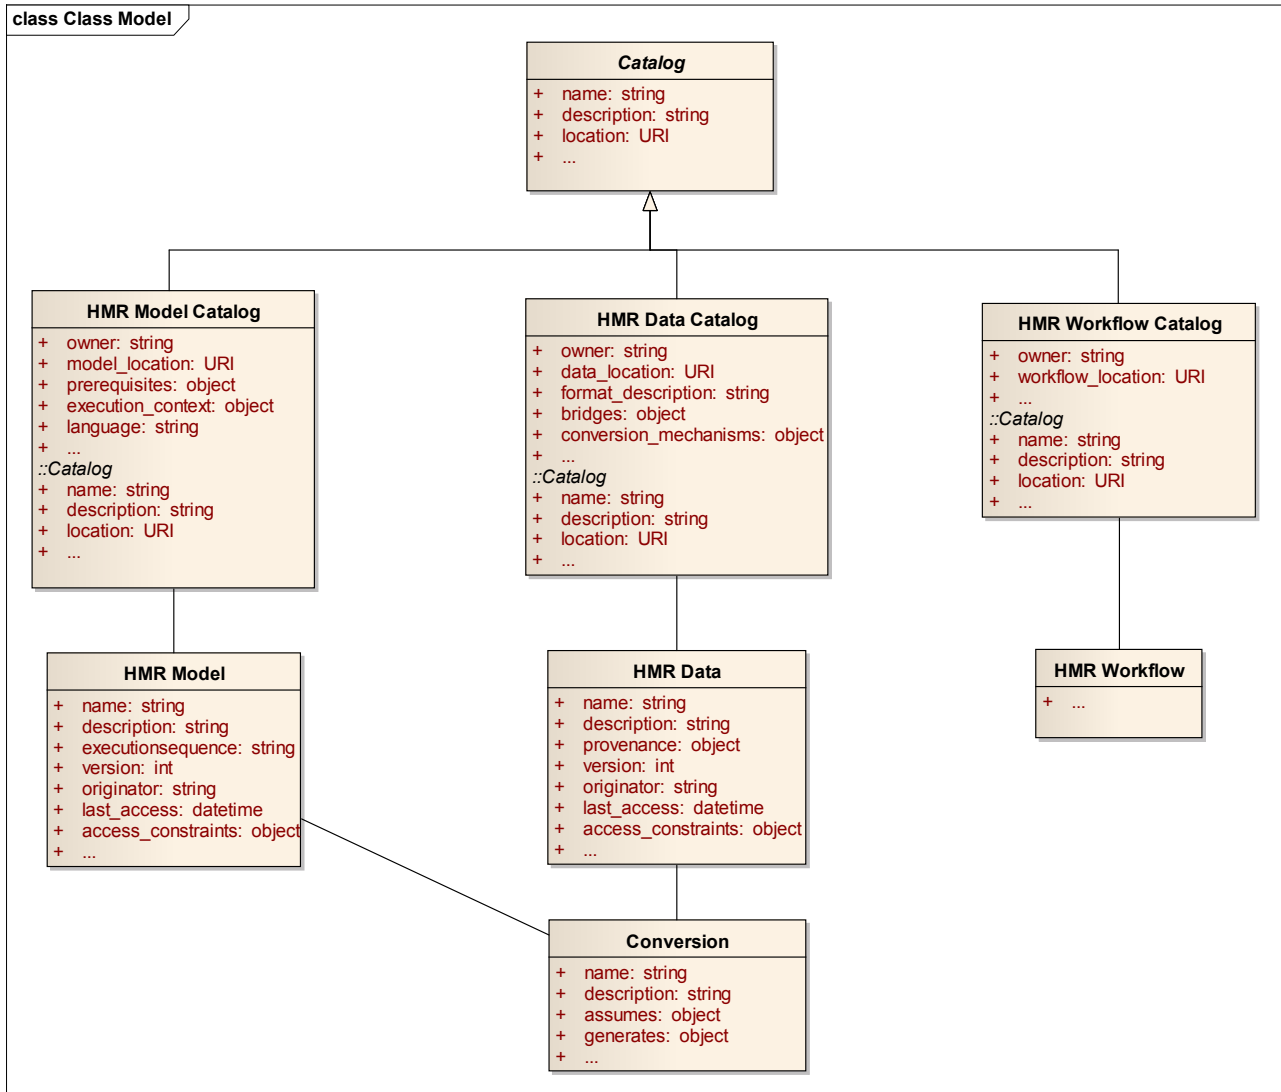 class Class Model
Catalog
+ name: string
+ description: string
+ location: URI
+ ...
HMR Model Catalog
+ owner: string
+ model_location: URI
+ prerequisites: object
+ execution_context: object
+ language: string
+ ...
::Catalog
+ name: string
+ description: string
+ location: URI
+ ...
HMR Data Catalog
+ owner: string
+ data_location: URI
+ format_description: string
+ bridges: object
+ conversion_mechanisms: object
+ ...
::Catalog
+ name: string
+ description: string
+ location: URI
+ ...
HMR Workflow Catalog
+ owner: string
+ workflow_location: URI
+ ...
::Catalog
+ name: string
+ description: string
+ location: URI
+ ...
HMR Model
+ name: string
+ description: string
+ executionsequence: string
+ version: int
+ originator: string
+ last_access: datetime
+ access_constraints: object
+ ...
HMR Data
+ name: string
+ description: string
+ provenance: object
+ version: int
+ originator: string
+ last_access: datetime
+ access_constraints: object
+ ...
HMR Workflow
+ ...
Conversion
+ name: string
+ description: string
+ assumes: object
+ generates: object
+ ...